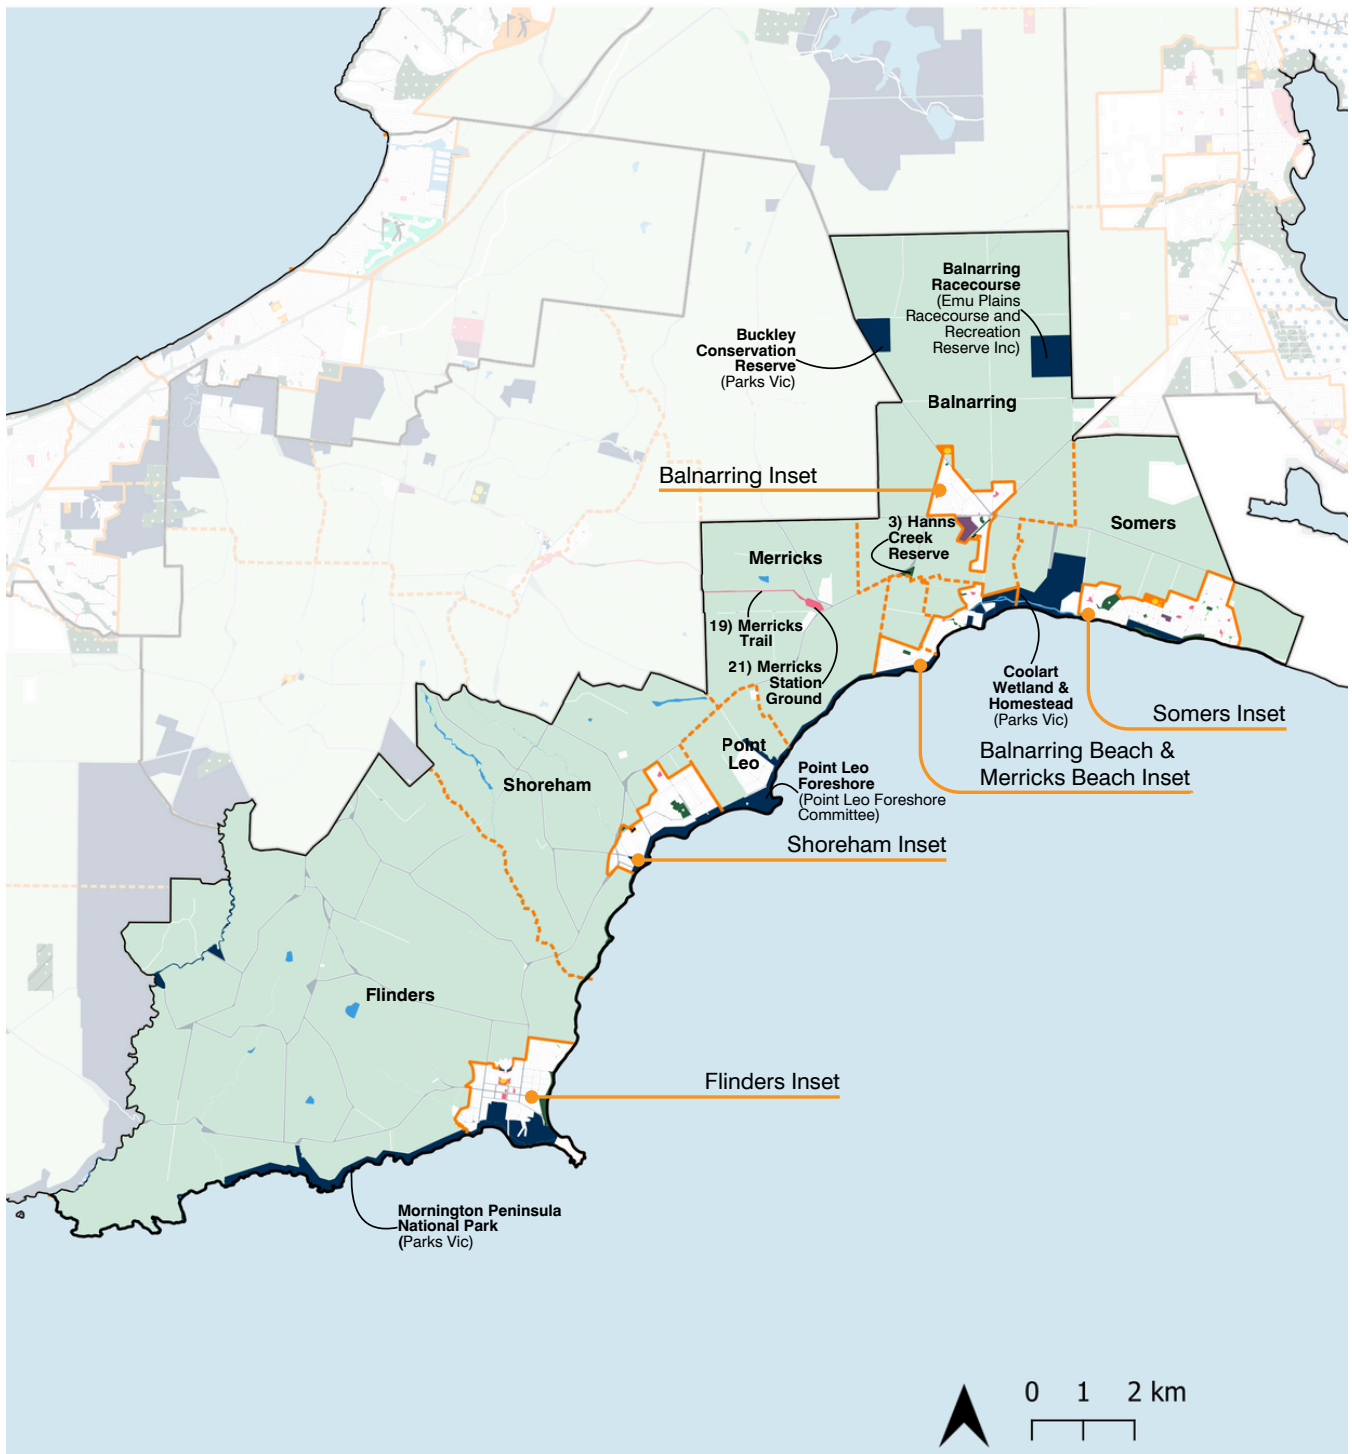 Balnarring
Racecourse
(Emu Plains
Racecourse and
Recreation
Reserve Inc)
Buckley
Conservation
Reserve
(Parks Vic)
Balnarring
Balnarring Inset
3) Hanns
Creek
Reserve
Somers
Merricks
19) Merricks
Trail
21) Merricks
Station
Ground
Coolart
Wetland &
Homestead
(Parks Vic)
Somers Inset
Balnarring Beach &
Merricks Beach Inset
Point
Leo
Point Leo
Foreshore
(Point Leo Foreshore
Committee)
Shoreham
Shoreham Inset
Flinders
Flinders Inset
Mornington Peninsula
National Park
(Parks Vic)
0 1 2 km